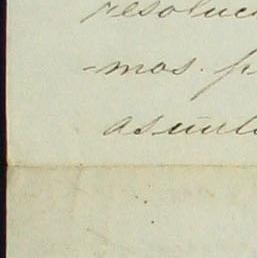 resoluc
-mos. p
asunto